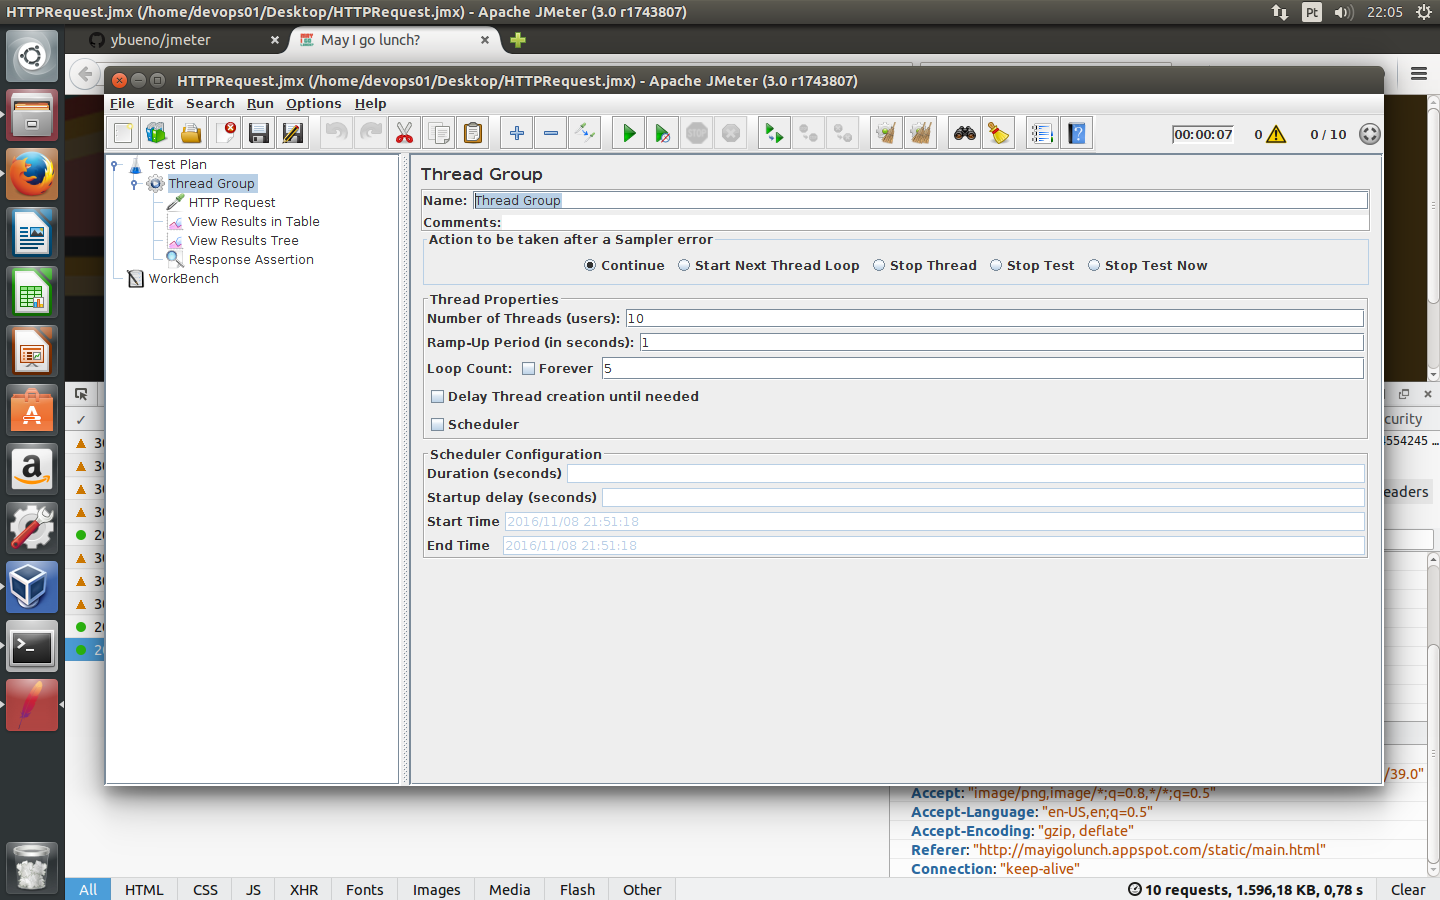 HTTPRequest.jmx (/home/devops01/Desktop/HTTPRequest.jmx) - Apache JMeter (3.0 r1743807)
Pt
22:05
ybueno/jmeter
May I go lunch?
HTTPRequest.jmx (/home/devops01/Desktop/HTTPRequest.jmx) - Apache JMeter (3.0 r1743807)
File Edit Search Run Options Help
STOP
00:00:07
0
0 / 10
Test Plan
Thread Group
HTTP Request
View Results in Table
View Results Tree
Response Assertion
WorkBench
Thread Group
Name: Thread Group
Comments:
Action to be taken after a Sampler error
Continue Start Next Thread Loop Stop Thread Stop Test Stop Test Now
Thread Properties
Number of Threads (users): 10
Ramp-Up Period (in seconds): 1
Loop Count: Forever 5
Delay Thread creation until needed
Scheduler
Scheduler Configuration
Duration (seconds)
Startup delay (seconds)
Start Time 2016/11/08 21:51:18
End Time 2016/11/08 21:51:18
curity
4554245 ...
eaders
/39.0"
Accept: "image/png,image/*;q=0.8,*/*;q=0.5"
Accept-Language: "en-US,en;q=0.5"
Accept-Encoding: "gzip, deflate"
Referer: "http://mayigolunch.appspot.com/static/main.html"
Connection: "keep-alive"
All HTML CSS JS XHR Fonts Images Media Flash Other
10 requests, 1.596,18 KB, 0,78 s
Clear